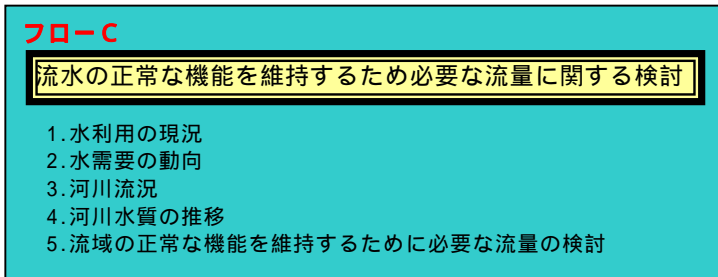 フローC
流水の正常な機能を維持するため必要な流量に関する検討
1.水利用の現況
2.水需要の動向
3.河川流況
4.河川水質の推移
5.流域の正常な機能を維持するために必要な流量の検討